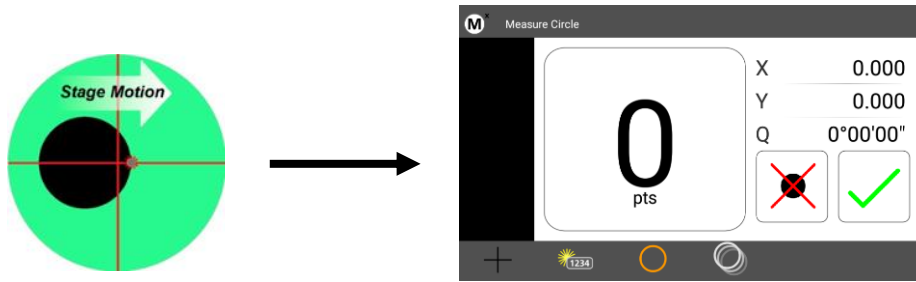 Stage Motion
M× Measure Circle
0
pts
X 0.000
Y 0.000
Q 0°00'00"
1234